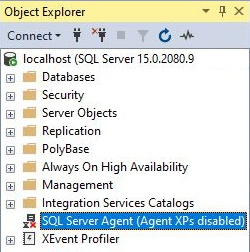 Object Explorer
Connect
localhost (SQL Server 15.0.2080.9
Databases
Security
Server Objects
Replication
PolyBase
Always On High Availability
Management
Integration Services Catalogs
SQL Server Agent (Agent XPs disabled)
XEvent Profiler